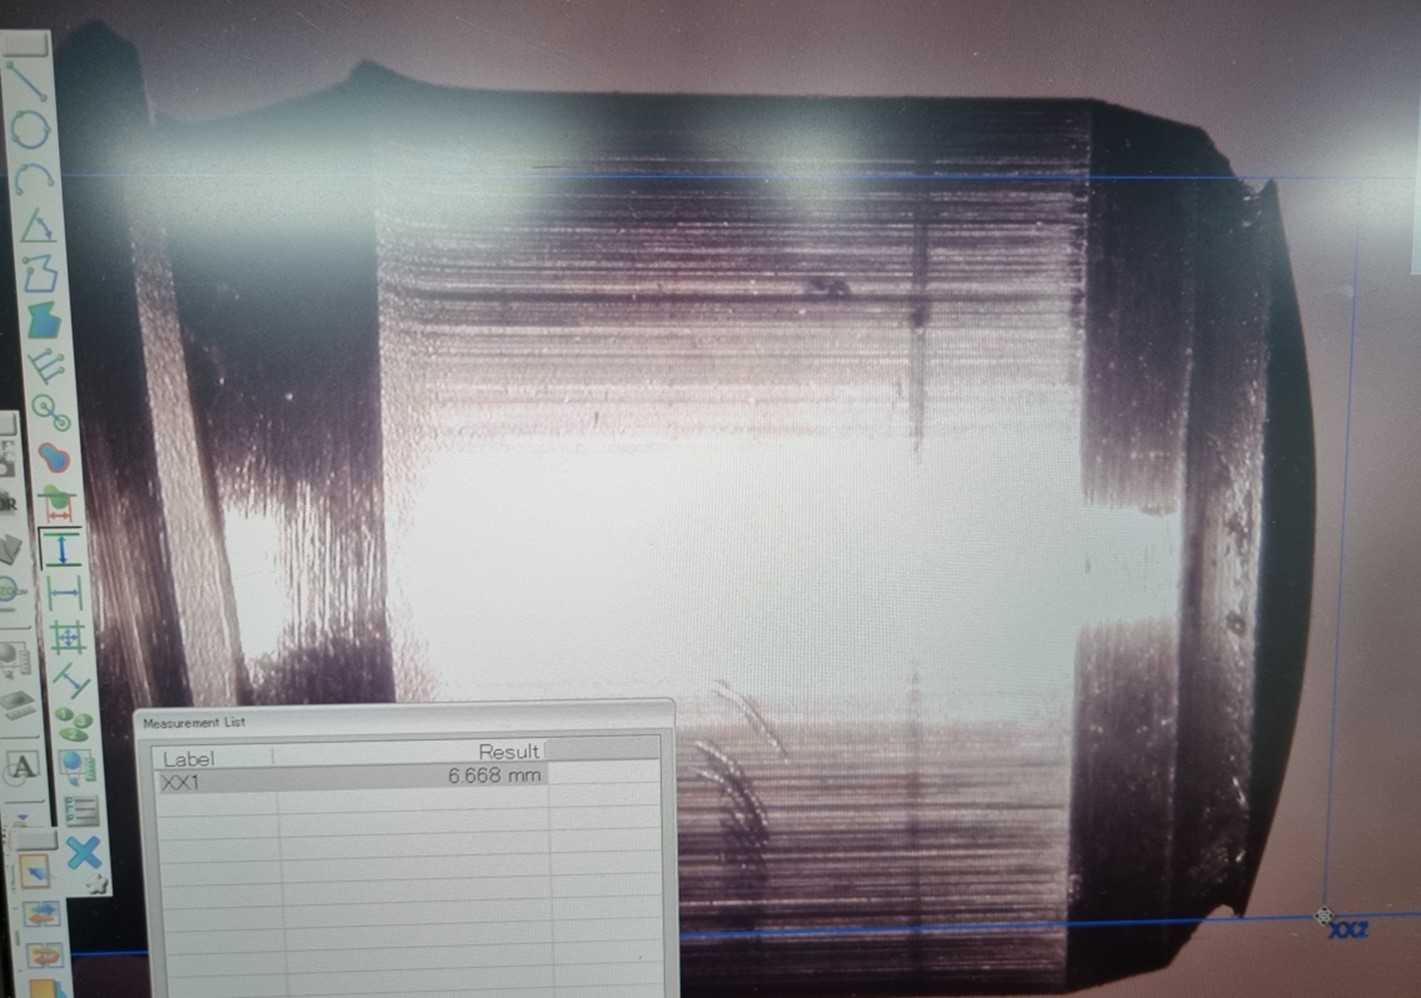 Measurement List
Label Result
XX1 6.668 mm
A
XX2